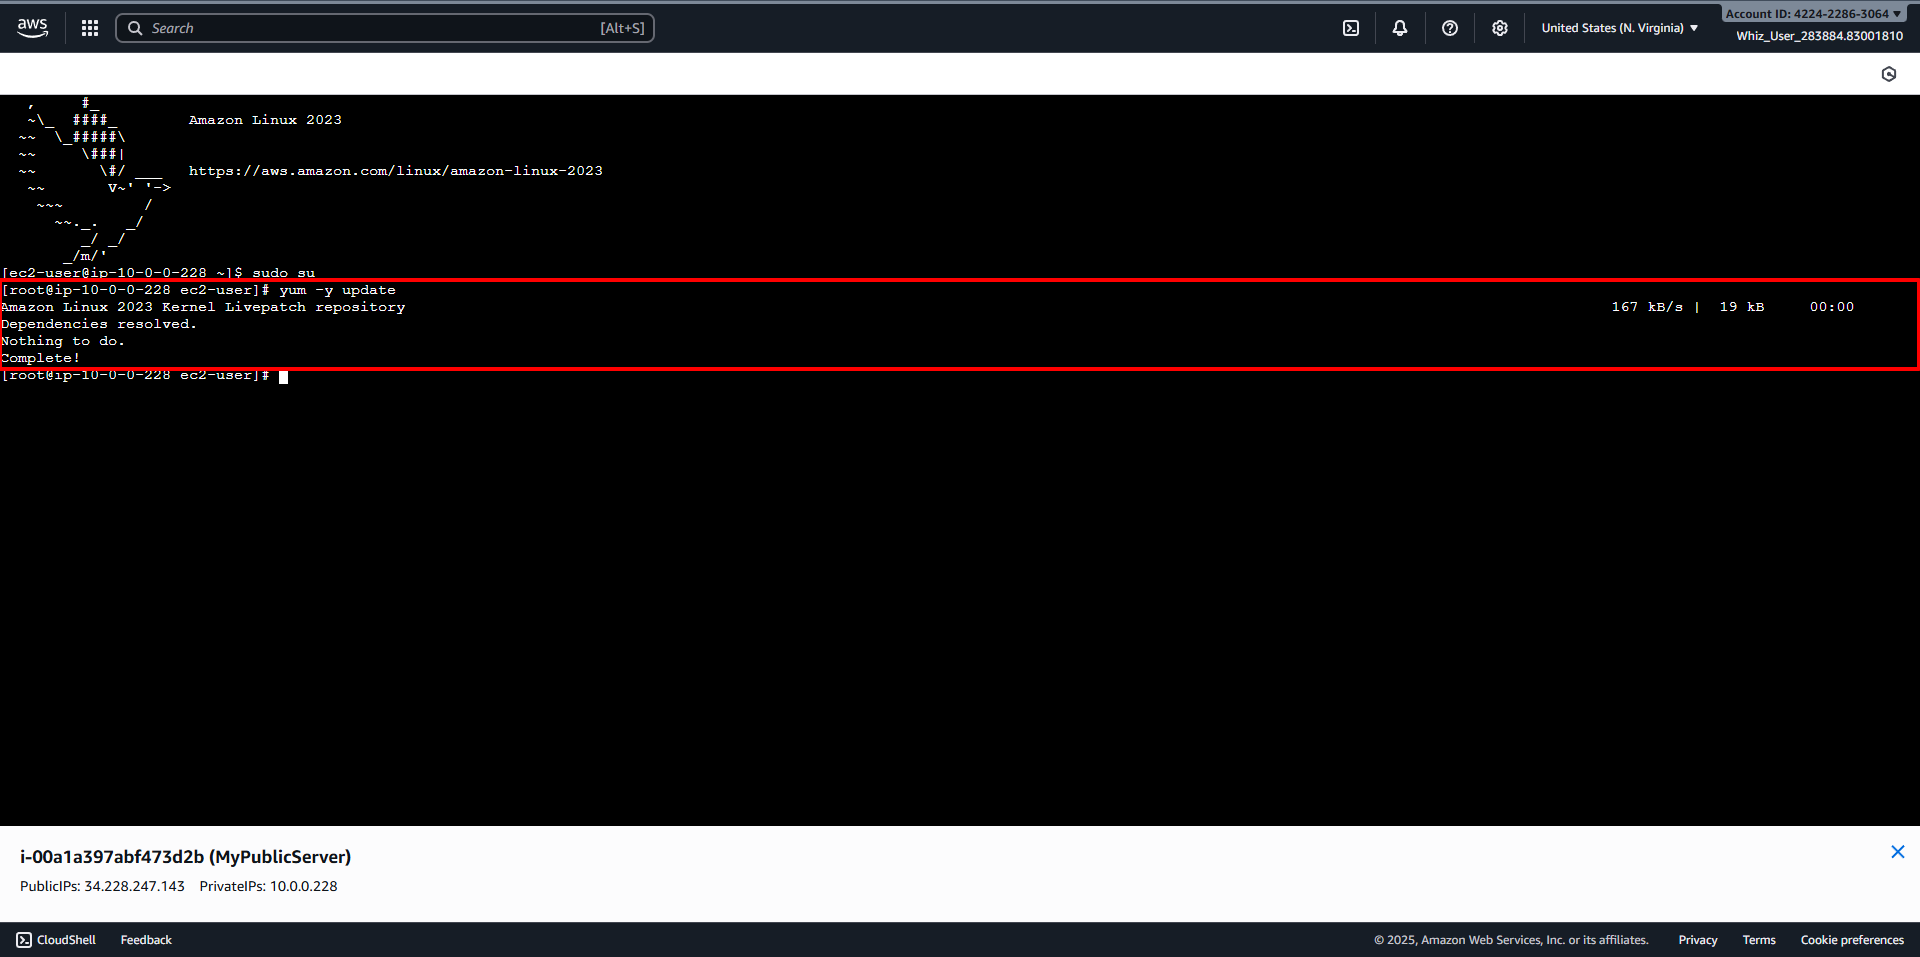 aws
Search [Alt+S]
United States (N. Virginia) ▼
Account ID: 4224-2286-3064 ▼
Whiz_User_283884.83001810
   ,     #_
   ~\_  ####_        Amazon Linux 2023
  ~~  \_#####\
  ~~     \###|
  ~~       \#/ ___   https://aws.amazon.com/linux/amazon-linux-2023
   ~~       V~' '->
    ~~~         /
      ~~._.   _/
         _/ _/
       _/m/'
[ec2-user@ip-10-0-0-228 ~]$ sudo su
[root@ip-10-0-0-228 ec2-user]# yum -y update
Amazon Linux 2023 Kernel Livepatch repository 167 kB/s | 19 kB 00:00
Dependencies resolved.
Nothing to do.
Complete!
[root@ip-10-0-0-228 ec2-user]#
i-00a1a397abf473d2b (MyPublicServer)
PublicIPs: 34.228.247.143 PrivateIPs: 10.0.0.228
CloudShell Feedback © 2025, Amazon Web Services, Inc. or its affiliates. Privacy Terms Cookie preferences